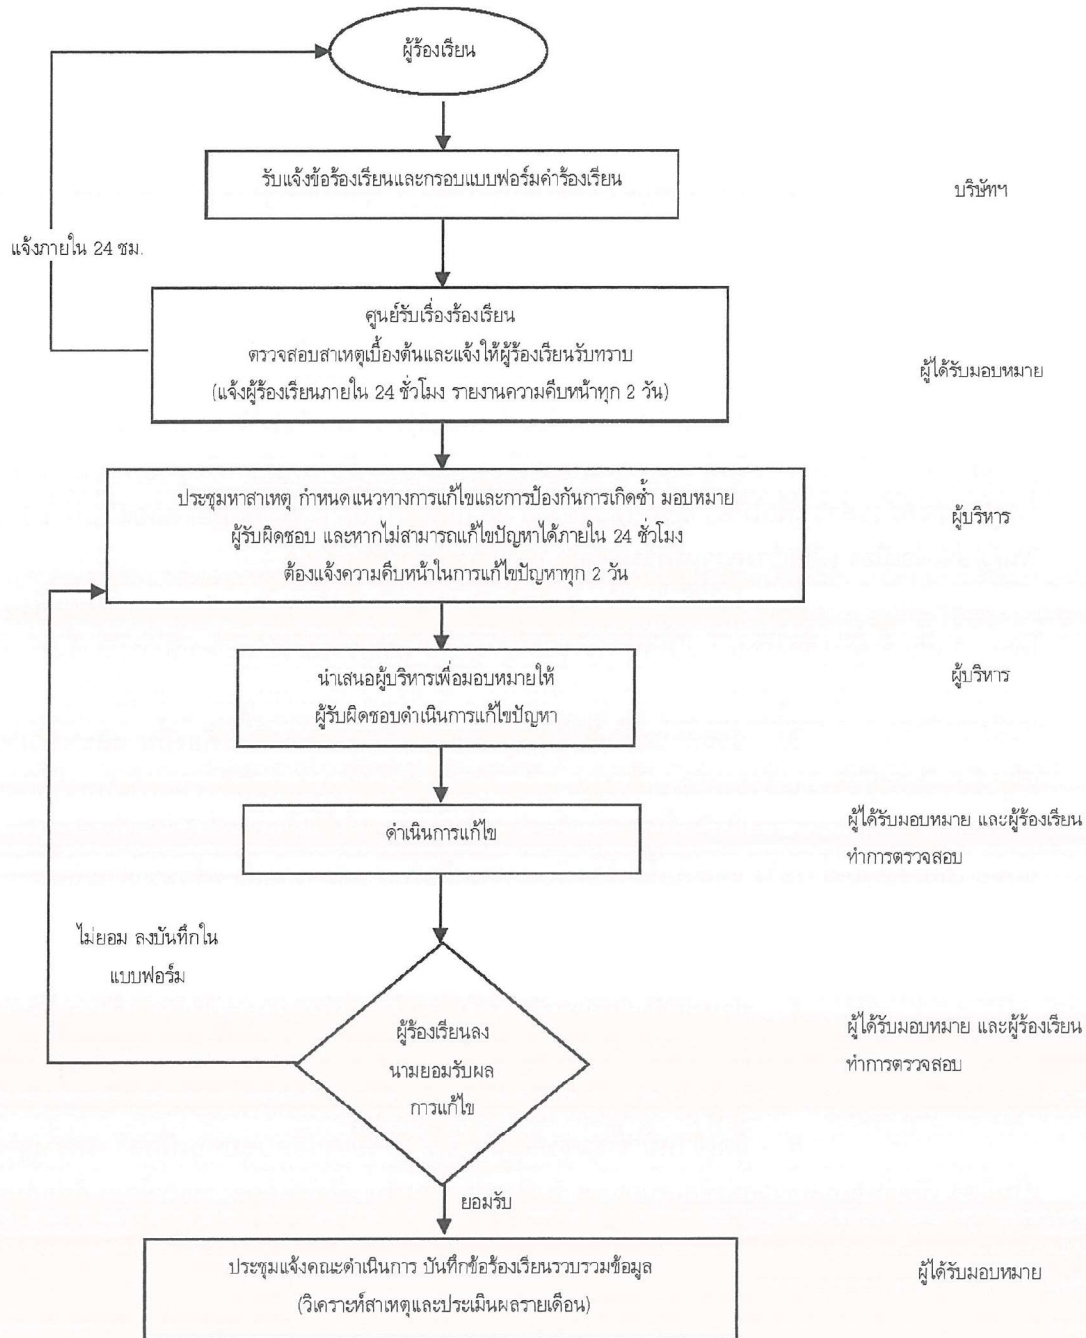 ผู้ร้องเรียน
รับแจ้งข้อร้องเรียนและกรอบแบบฟอร์มคำร้องเรียน
บริษัทฯ
แจ้งภายใน 24 ชม.
ศูนย์รับเรื่องร้องเรียน
ตรวจสอบสาเหตุเบื้องต้นและแจ้งให้ผู้ร้องเรียนรับทราบ
(แจ้งผู้ร้องเรียนภายใน 24 ชั่วโมง รายงานความคืบหน้าทุก 2 วัน)
ผู้ได้รับมอบหมาย
ประชุมหาสาเหตุ กำหนดแนวทางการแก้ไขและการป้องกันการเกิดซ้ำ มอบหมาย
ผู้รับผิดชอบ และหากไม่สามารถแก้ไขปัญหาได้ภายใน 24 ชั่วโมง
ต้องแจ้งความคืบหน้าในการแก้ไขปัญหาทุก 2 วัน
ผู้บริหาร
นำเสนอผู้บริหารเพื่อมอบหมายให้
ผู้รับผิดชอบดำเนินการแก้ไขปัญหา
ผู้บริหาร
ดำเนินการแก้ไข
ผู้ได้รับมอบหมาย และผู้ร้องเรียน
ทำการตรวจสอบ
ไม่ยอม ลงบันทึกใน
แบบฟอร์ม
ผู้ร้องเรียนลง
นามยอมรับผล
การแก้ไข
ผู้ได้รับมอบหมาย และผู้ร้องเรียน
ทำการตรวจสอบ
ยอมรับ
ประชุมแจ้งคณะดำเนินการ บันทึกข้อร้องเรียนรวบรวมข้อมูล
(วิเคราะห์สาเหตุและประเมินผลรายเดือน)
ผู้ได้รับมอบหมาย